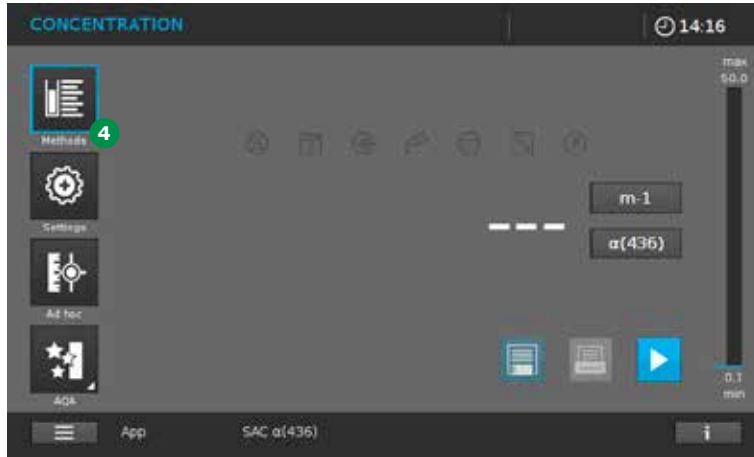 CONCENTRATION
14:16
max
50.0
Methods
4
Settings
m-1
α(436)
Ad hoc
AQA
0.1
min
App
SAC α(436)
i